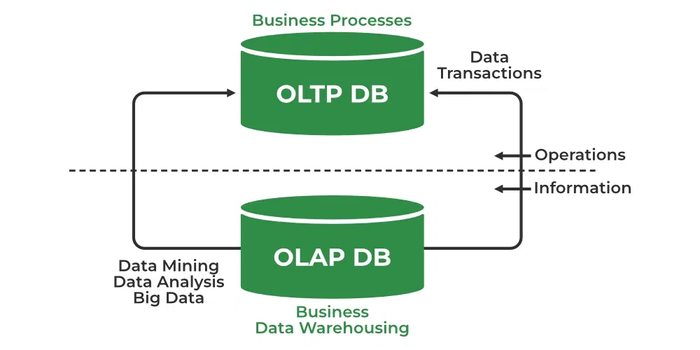 Business Processes
OLTP DB
Data
Transactions
Operations
Information
OLAP DB
Data Mining
Data Analysis
Big Data
Business
Data Warehousing